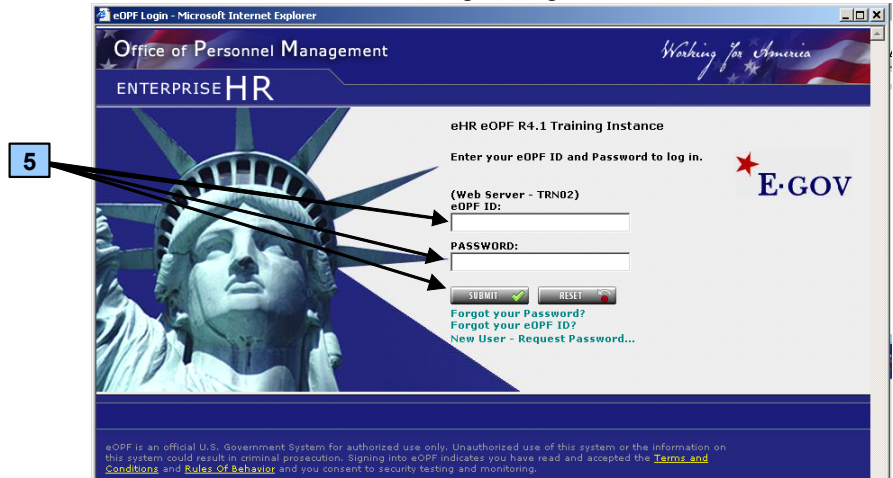 eOPF Login - Microsoft Internet Explorer
Office of Personnel Management
Working for America
ENTERPRISE HR
eHR eOPF R4.1 Training Instance
Enter your eOPF ID and Password to log in.
5
E·GOV
(Web Server - TRN02)
eOPF ID:
PASSWORD:
SUBMIT RESET
Forgot your Password?
Forgot your eOPF ID?
New User - Request Password...
eOPF is an official U.S. Government System for authorized use only. Unauthorized use of this system or the information on
this system could result in criminal prosecution. Signing into eOPF indicates you have read and accepted the Terms and
Conditions and Rules Of Behavior and you consent to security testing and monitoring.